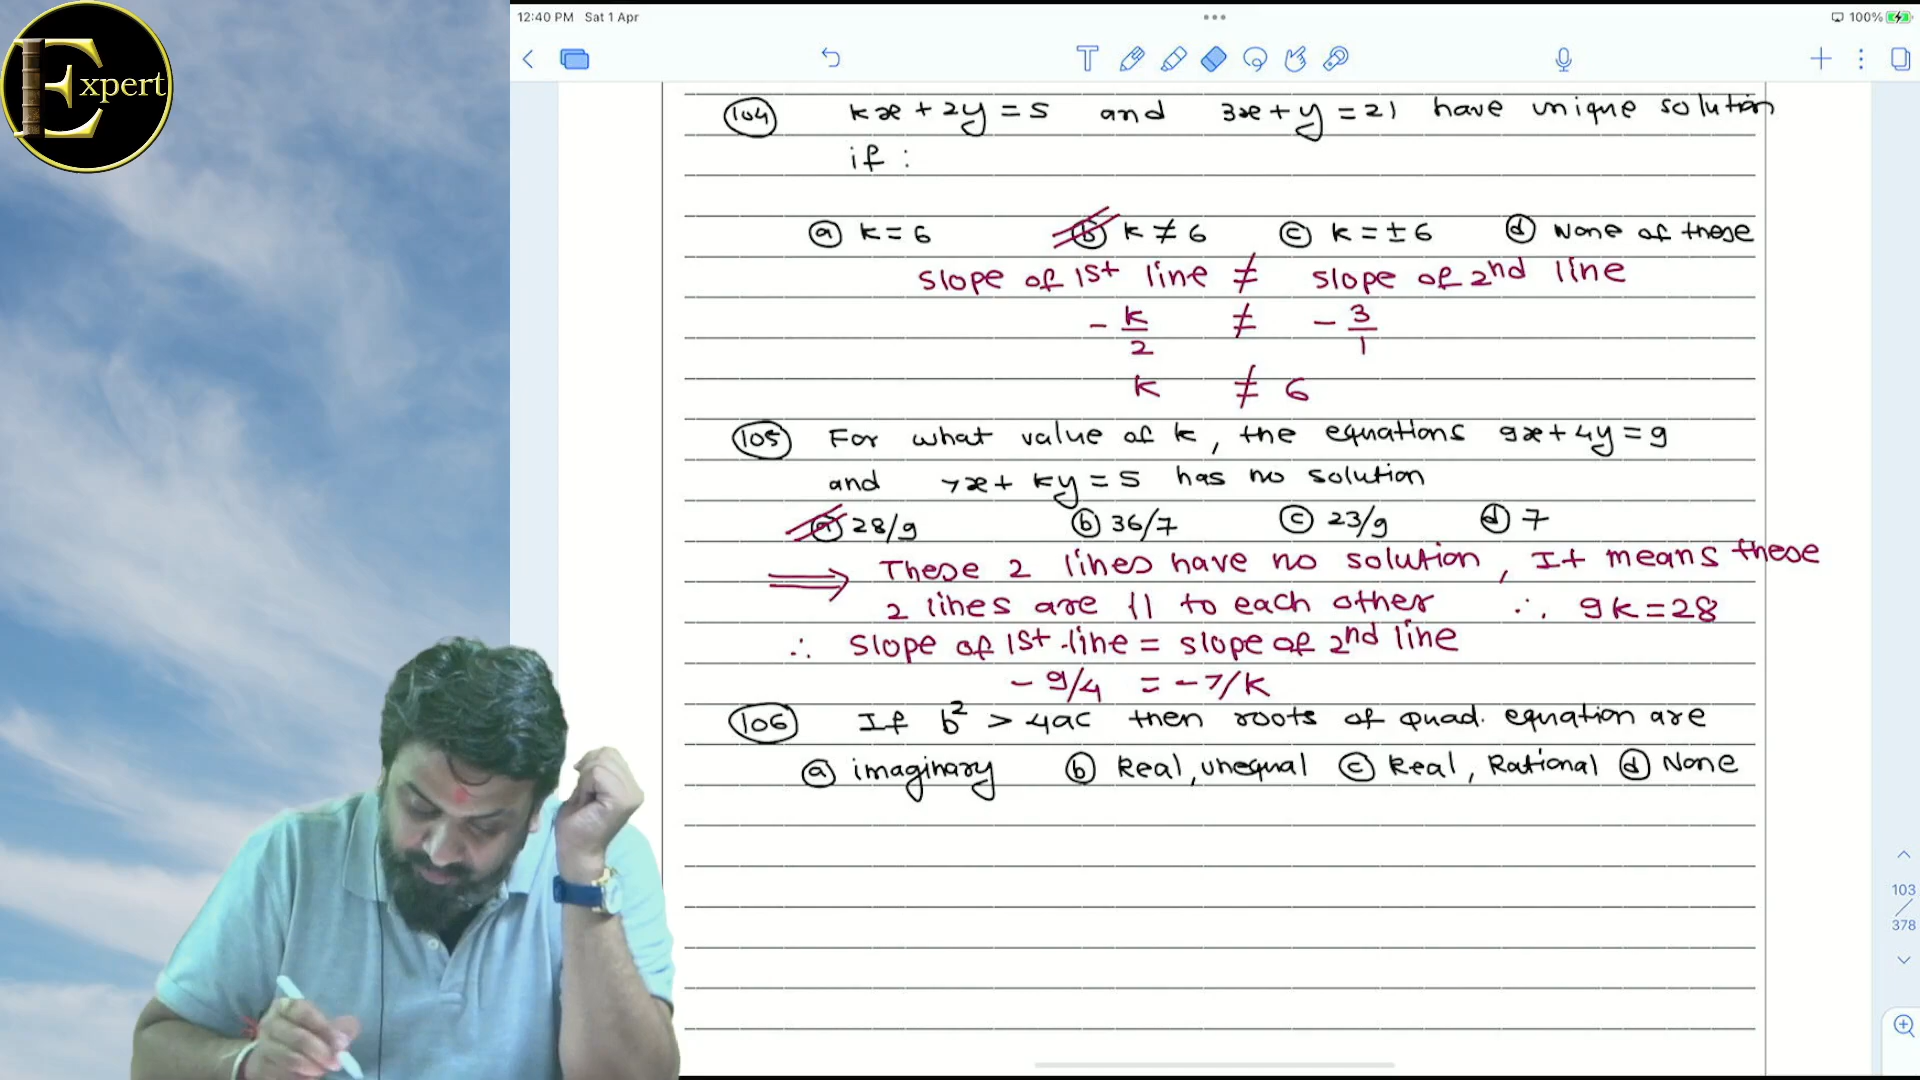 Expert
12:40 PM Sat 1 Apr
100%
104 kx + 2y = 5 and 3x + y = 21 have unique solution
if :
(a) k = 6 (b) k ≠ 6 (c) k = ± 6 (d) None of these
Slope of 1st line ≠ slope of 2nd line
- k/2 ≠ - 3/1
k ≠ 6
105 For what value of k, the equations 9x + 4y = 9
and 7x + ky = 5 has no solution
(a) 28/9 (b) 36/7 (c) 23/9 (d) 7
⟹ These 2 lines have no solution, It means these
2 lines are || to each other ∴ 9k = 28
∴ Slope of 1st line = slope of 2nd line
- 9/4 = - 7/k
106 If b² > 4ac then roots of quad. equation are
(a) imaginary (b) Real, unequal (c) Real, Rational (d) None
103
378